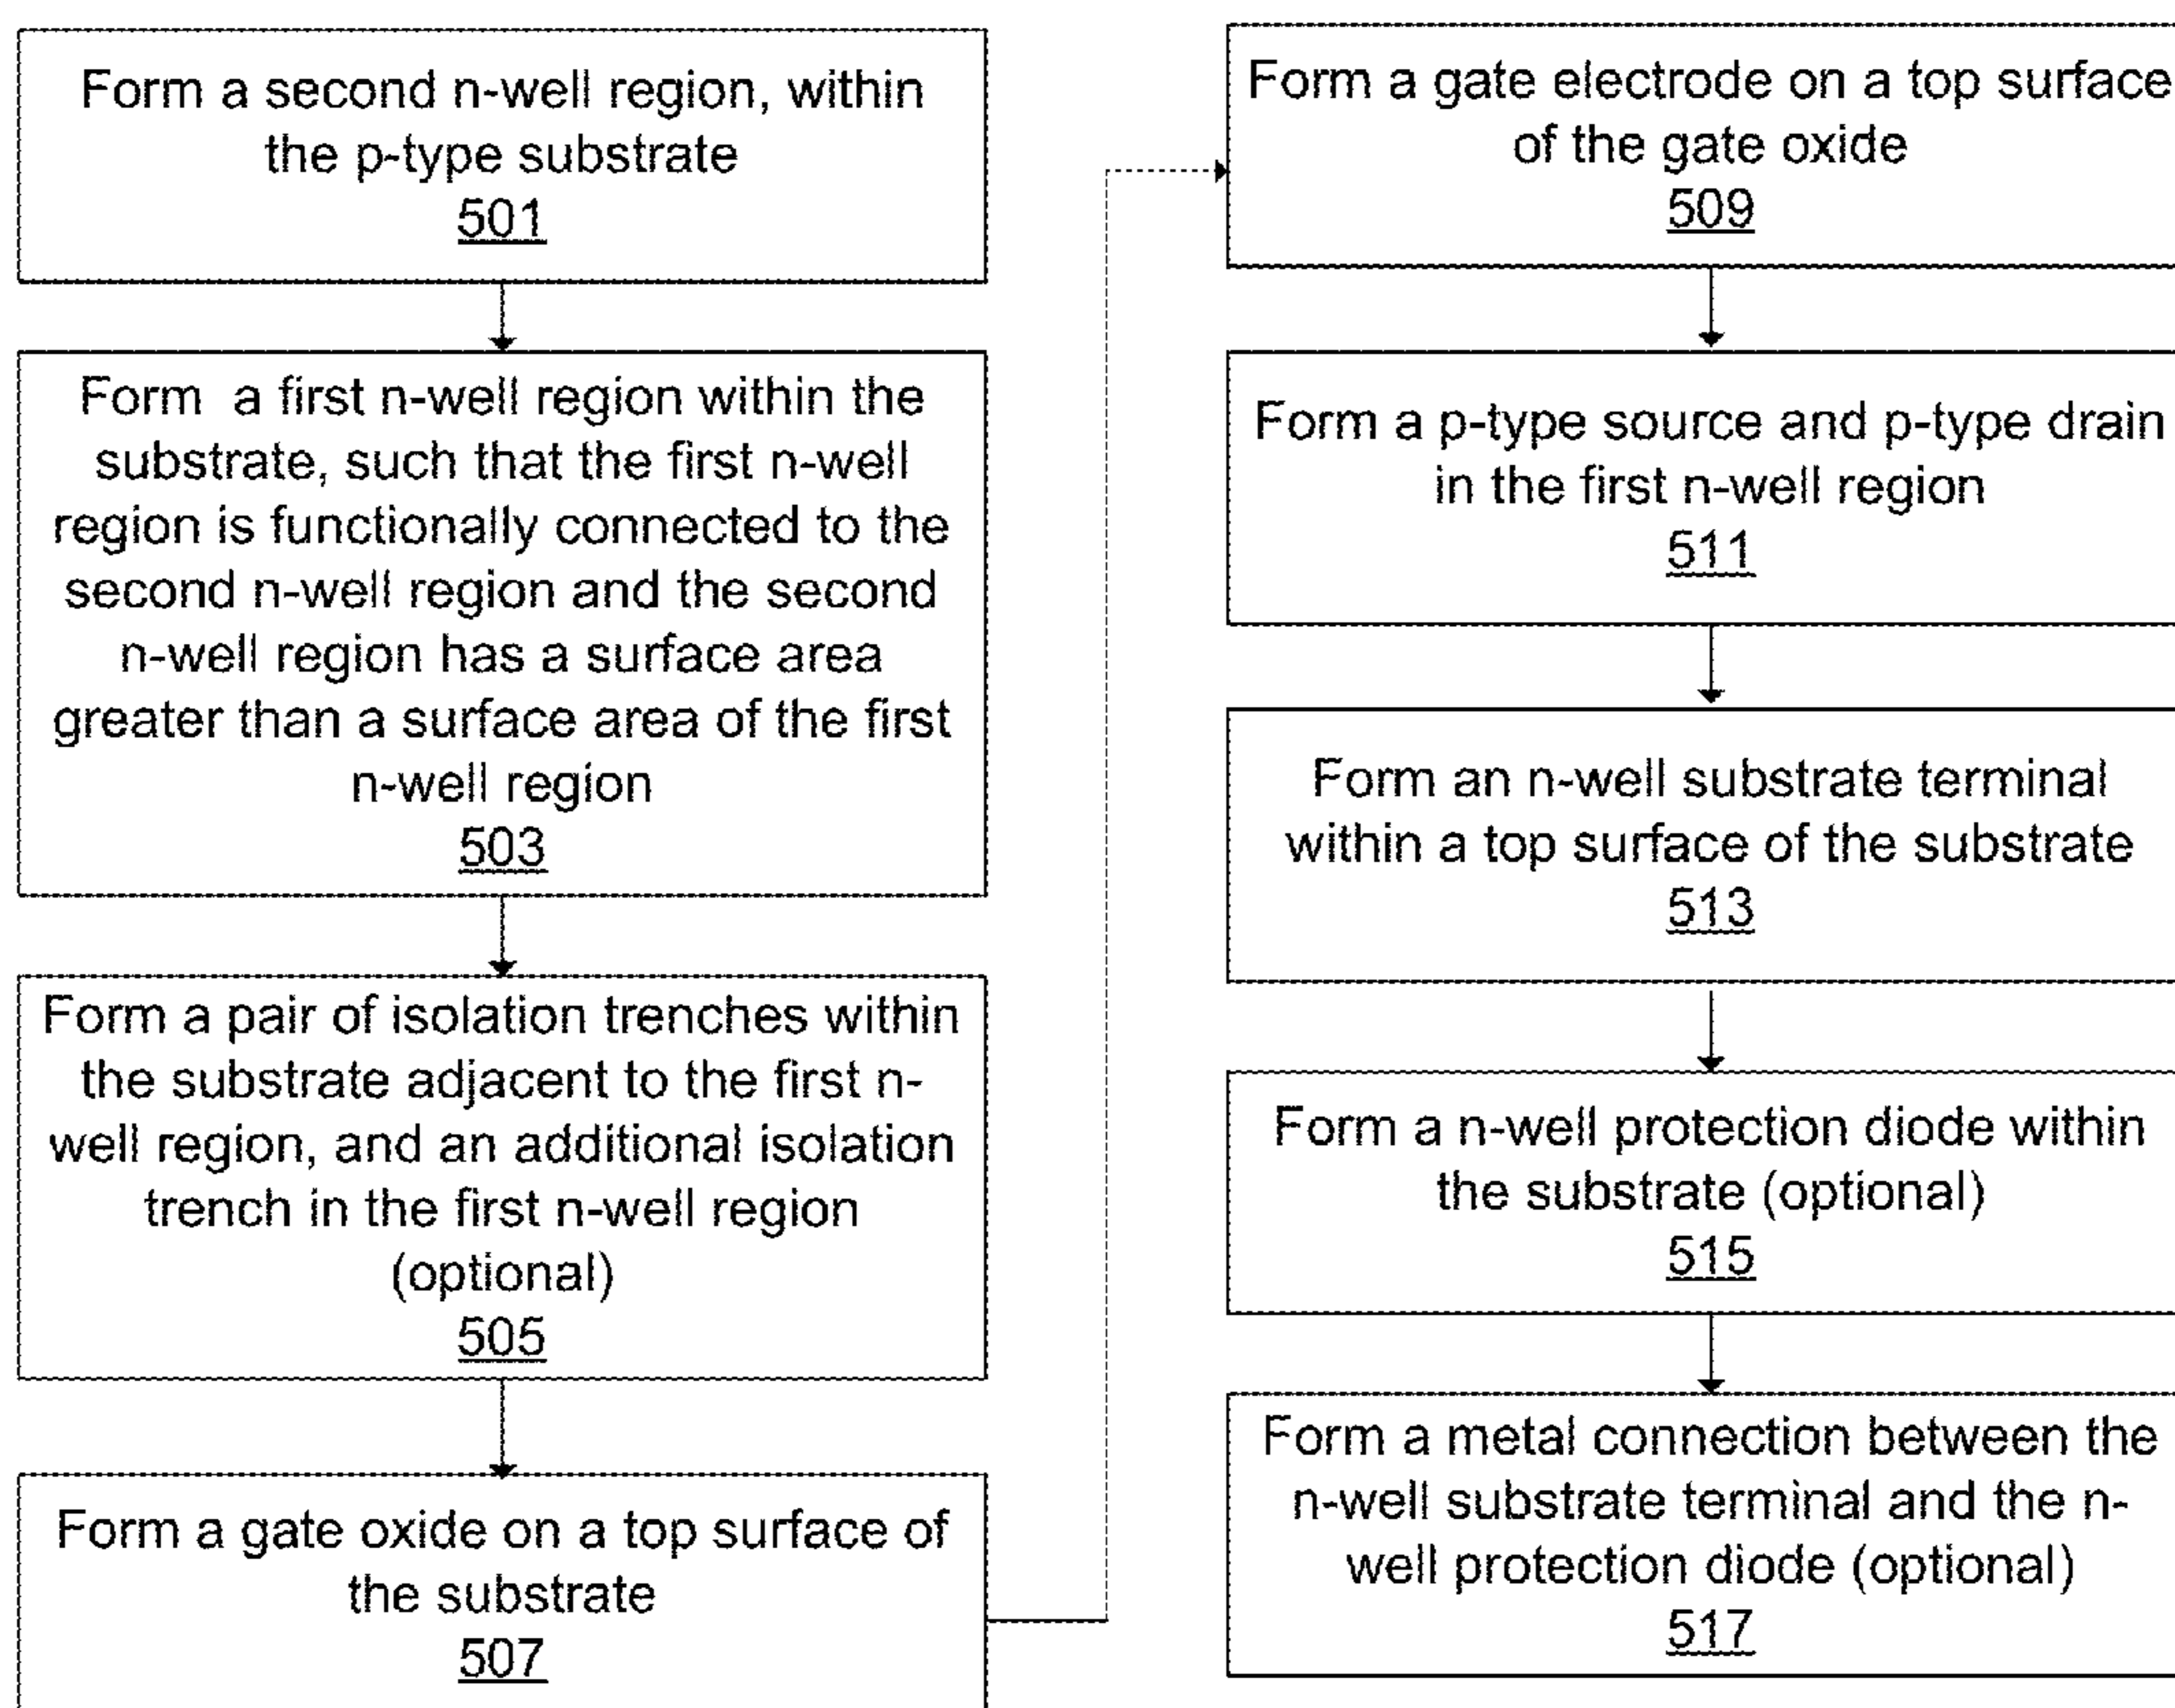 Form a second n-well region, within
the p-type substrate
501
Form a first n-well region within the
substrate, such that the first n-well
region is functionally connected to the
second n-well region and the second
n-well region has a surface area
greater than a surface area of the first
n-well region
503
Form a pair of isolation trenches within
the substrate adjacent to the first n-
well region, and an additional isolation
trench in the first n-well region
(optional)
505
Form a gate oxide on a top surface of
the substrate
507
Form a gate electrode on a top surface
of the gate oxide
509
Form a p-type source and p-type drain
in the first n-well region
511
Form an n-well substrate terminal
within a top surface of the substrate
513
Form a n-well protection diode within
the substrate (optional)
515
Form a metal connection between the
n-well substrate terminal and the n-
well protection diode (optional)
517